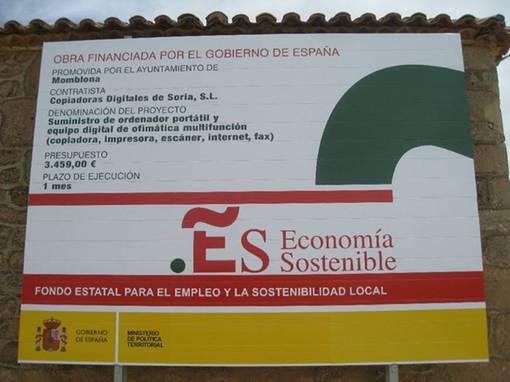 OBRA FINANCIADA POR EL GOBIERNO DE ESPAÑA
PROMOVIDA POR EL AYUNTAMIENTO DE
Momblona
CONTRATISTA
Copiadoras Digitales de Soria, S.L.
DENOMINACIÓN DEL PROYECTO
Suministro de ordenador portátil y
equipo digital de ofimática multifunción
(copiadora, impresora, escáner, internet, fax)
PRESUPUESTO
3.459,00 €
PLAZO DE EJECUCIÓN
1 mes
.ES Economía
Sostenible
FONDO ESTATAL PARA EL EMPLEO Y LA SOSTENIBILIDAD LOCAL
GOBIERNO
DE ESPAÑA
MINISTERIO
DE POLÍTICA
TERRITORIAL